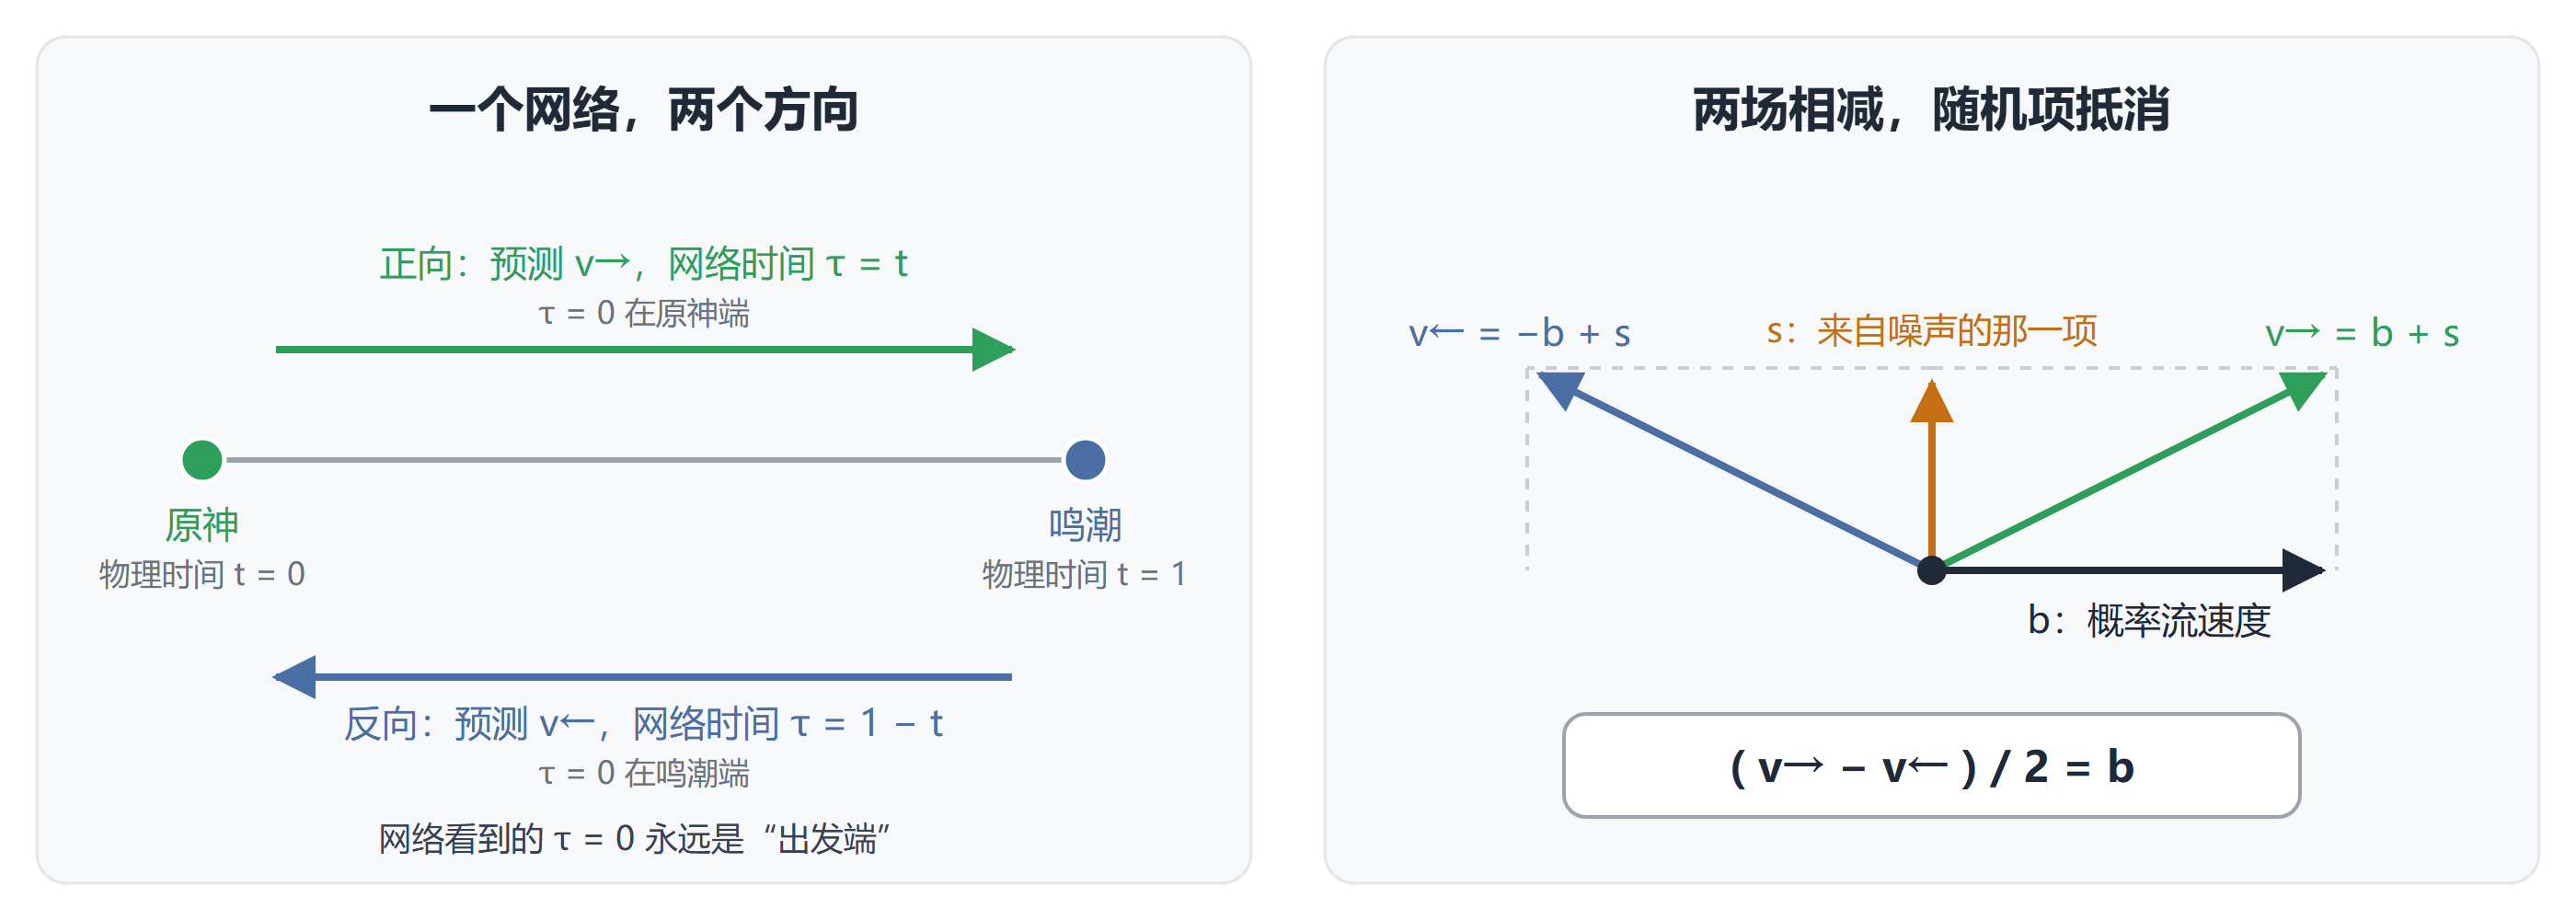 一个网络，两个方向
正向：预测 v→，网络时间 τ = t
τ = 0 在原神端
原神
物理时间 t = 0
鸣潮
物理时间 t = 1
反向：预测 v←，网络时间 τ = 1 − t
τ = 0 在鸣潮端
网络看到的 τ = 0 永远是“出发端”
两场相减，随机项抵消
v← = −b + s
s：来自噪声的那一项
v→ = b + s
b：概率流速度
( v→ − v← ) / 2 = b